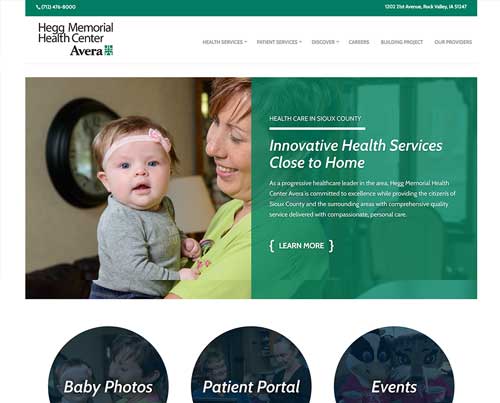 (712) 476-8000
1202 21st Avenue, Rock Valley, IA 51247
Hegg Memorial
Health Center
Avera
HEALTH SERVICES
PATIENT SERVICES
DISCOVER
CAREERS
BUILDING PROJECT
OUR PROVIDERS
HEALTH CARE IN SIOUX COUNTY
Innovative Health Services
Close to Home
As a progressive healthcare leader in the area, Hegg Memorial Health
Center Avera is committed to excellence while providing the citizens of
Sioux County and the surrounding areas with comprehensive quality
service delivered with compassionate, personal care.
{ LEARN MORE }
Baby Photos
Patient Portal
Events